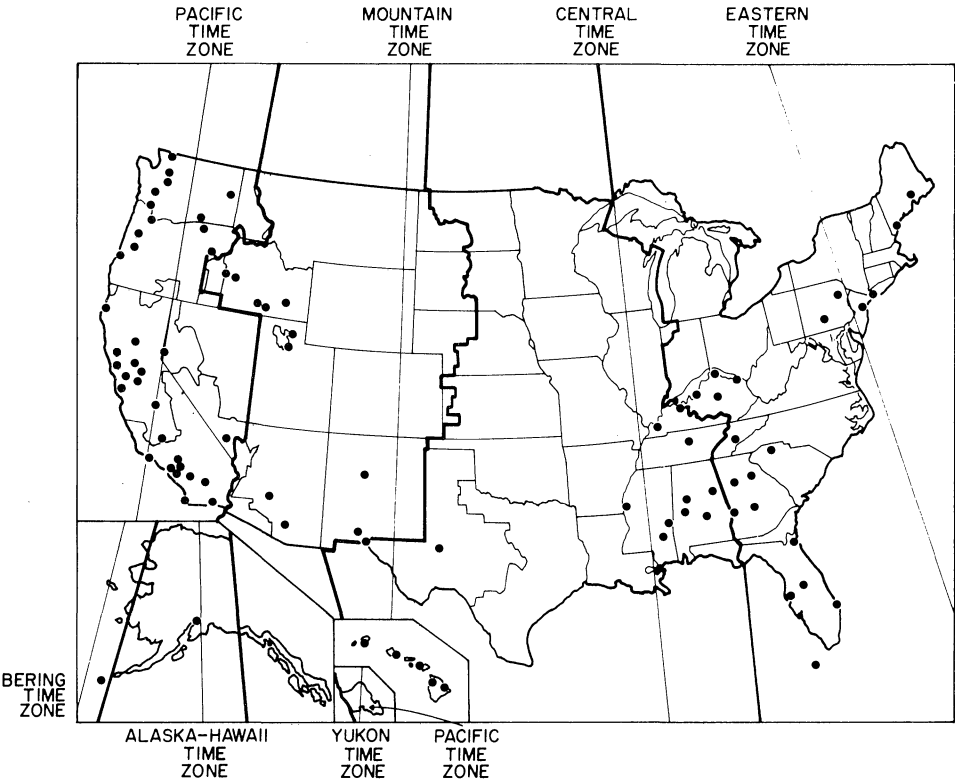 PACIFIC
TIME
ZONE
MOUNTAIN
TIME
ZONE
CENTRAL
TIME
ZONE
EASTERN
TIME
ZONE
BERING
TIME
ZONE
ALASKA-HAWAII
TIME
ZONE
YUKON
TIME
ZONE
PACIFIC
TIME
ZONE